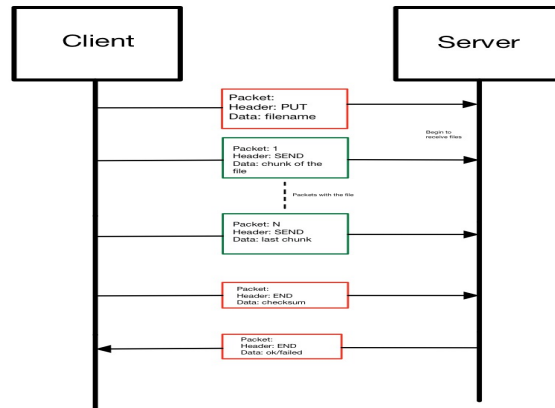 Client
Server
Packet:
Header: PUT
Data: filename
Begin to
receive files
Packet: 1
Header: SEND
Data: chunk of the
file
Packets with the file
Packet: N
Header: SEND
Data: last chunk
Packet:
Header: END
Data: checksum
Packet:
Header: END
Data: ok/failed